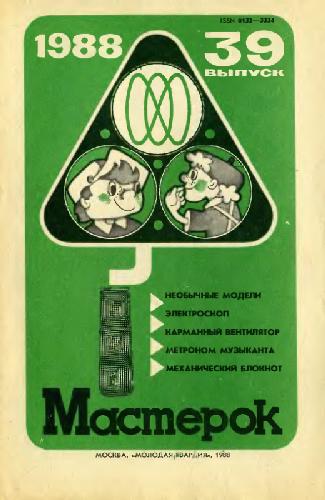 ISSN 0132—3334
1988
39
ВЫПУСК
НЕОБЫЧНЫЕ МОДЕЛИ
ЭЛЕКТРОСКОП
КАРМАННЫЙ ВЕНТИЛЯТОР
МЕТРОНОМ МУЗЫКАНТА
МЕХАНИЧЕСКИЙ БЛОКНОТ
Мастерок
МОСКВА, «МОЛОДАЯ ГВАРДИЯ», 1988